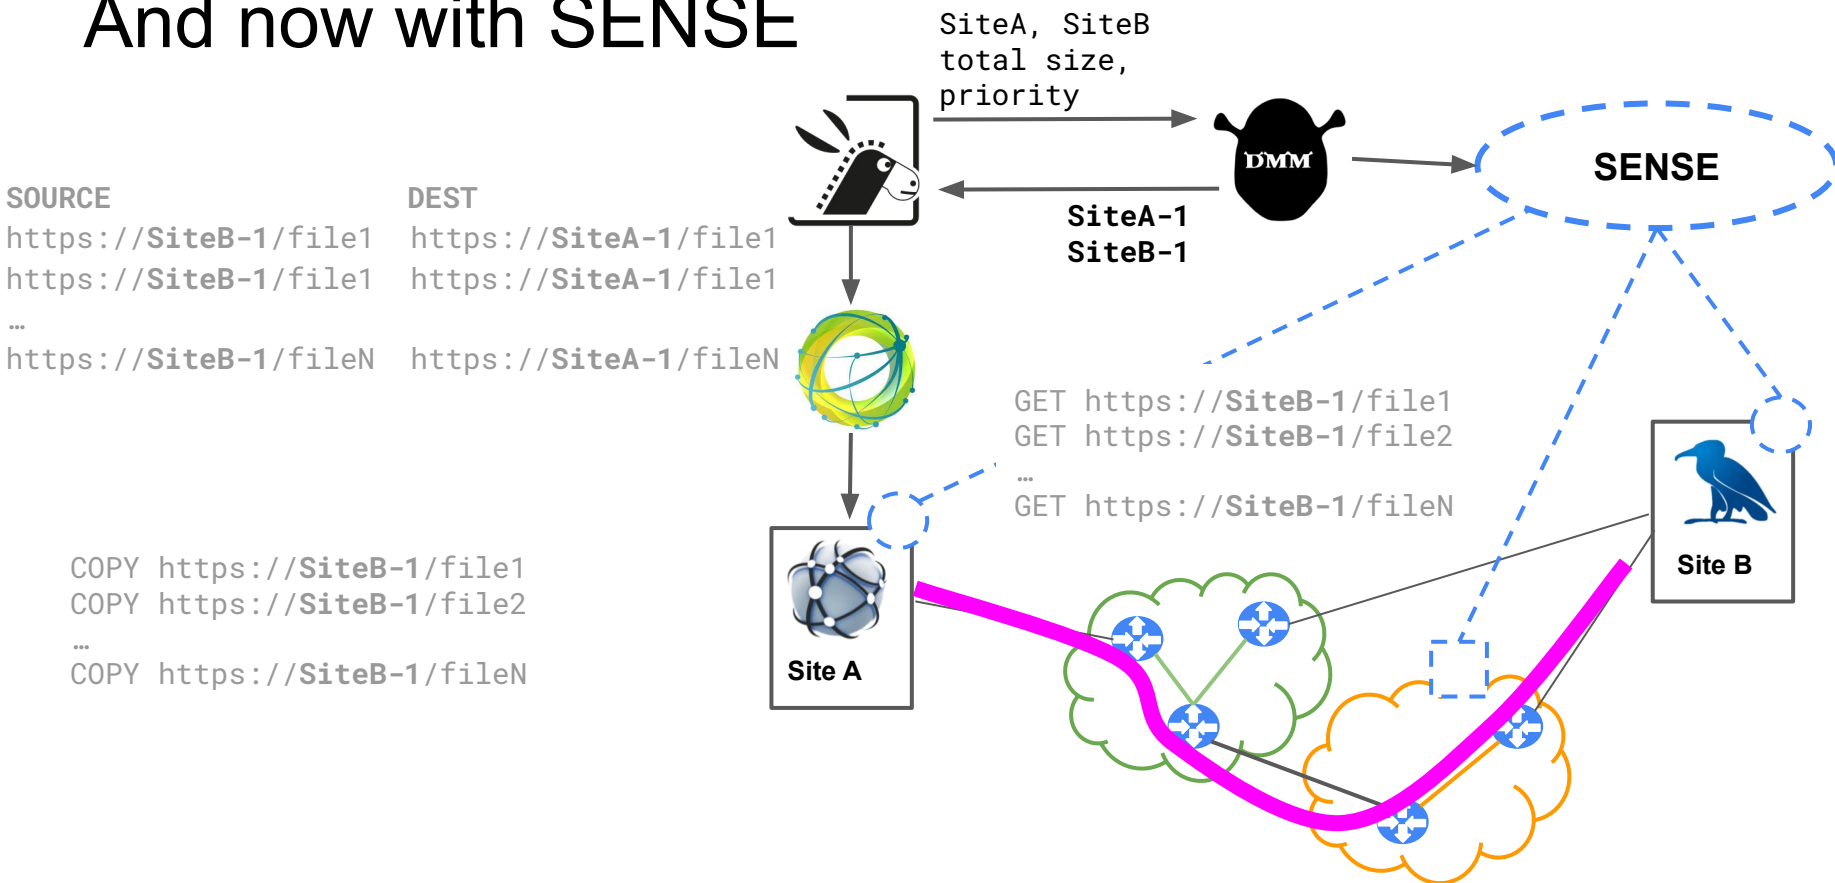 And now with SENSE
SiteA, SiteB
total size,
priority
DMM
SENSE
SiteA-1
SiteB-1
SOURCE DEST
https://SiteB-1/file1 https://SiteA-1/file1
https://SiteB-1/file1 https://SiteA-1/file1
…
https://SiteB-1/fileN https://SiteA-1/fileN
GET https://SiteB-1/file1
GET https://SiteB-1/file2
…
GET https://SiteB-1/fileN
COPY https://SiteB-1/file1
COPY https://SiteB-1/file2
…
COPY https://SiteB-1/fileN
Site A
Site B